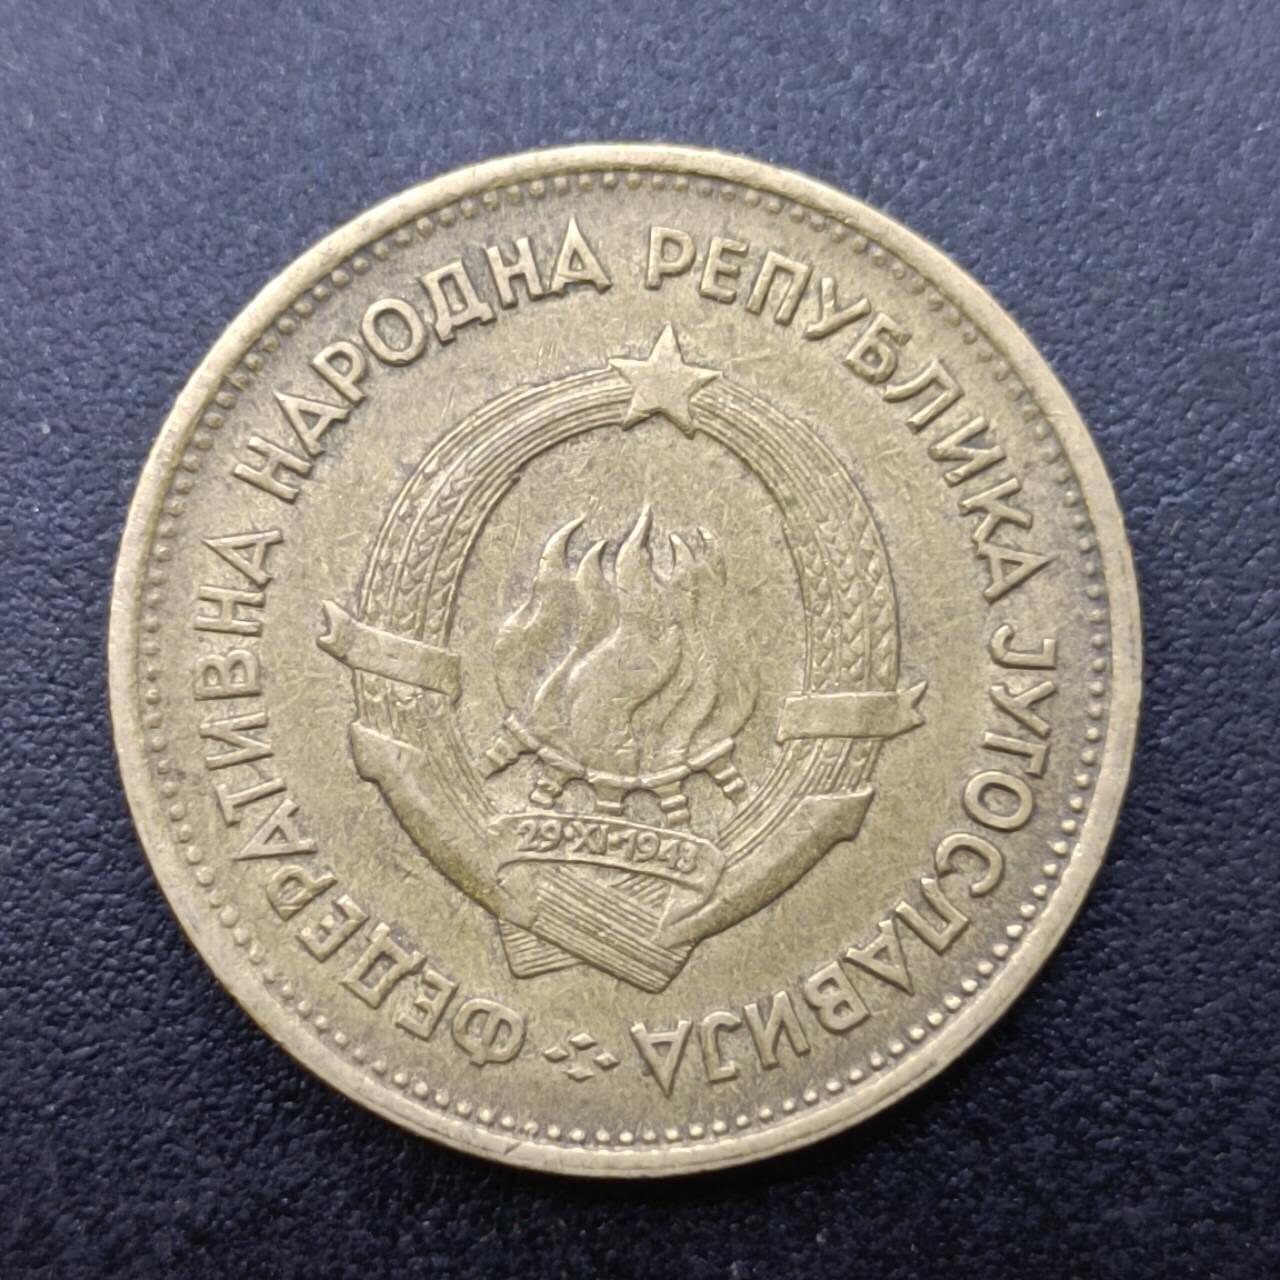 ФЕДЕРАТИВНА НАРОДНА РЕПУБЛИКА ЈУГОСЛАВИЈА
29·XI·1943